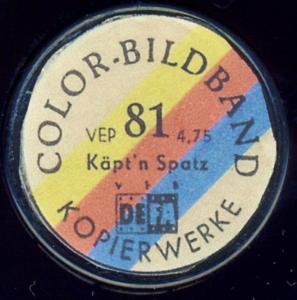 COLOR-BILDBAND
VEP 81 4,75
Käpt'n Spatz
VEB
DEFA
KOPIERWERKE